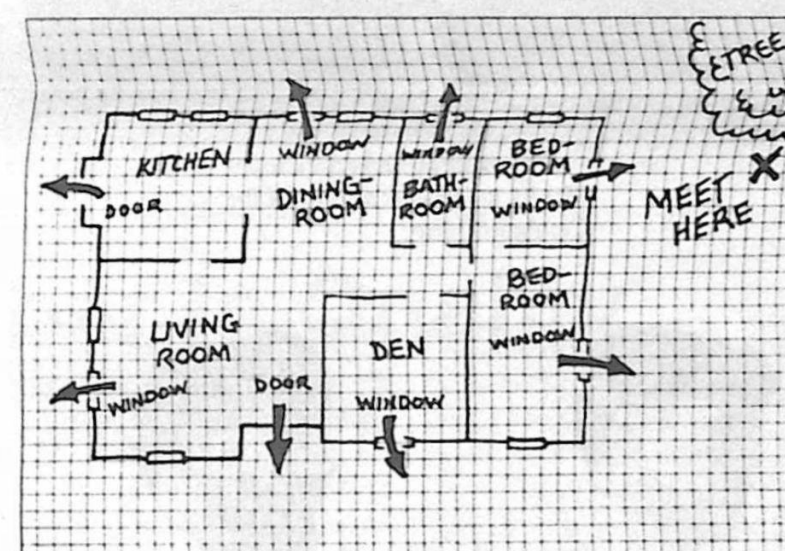 TREE
KITCHEN
WINDOW
DINING-
ROOM
WINDOW
BATH-
ROOM
BED-
ROOM
WINDOW
DOOR
MEET
HERE
X
BED-
ROOM
LIVING
ROOM
DEN
WINDOW
WINDOW
DOOR
WINDOW